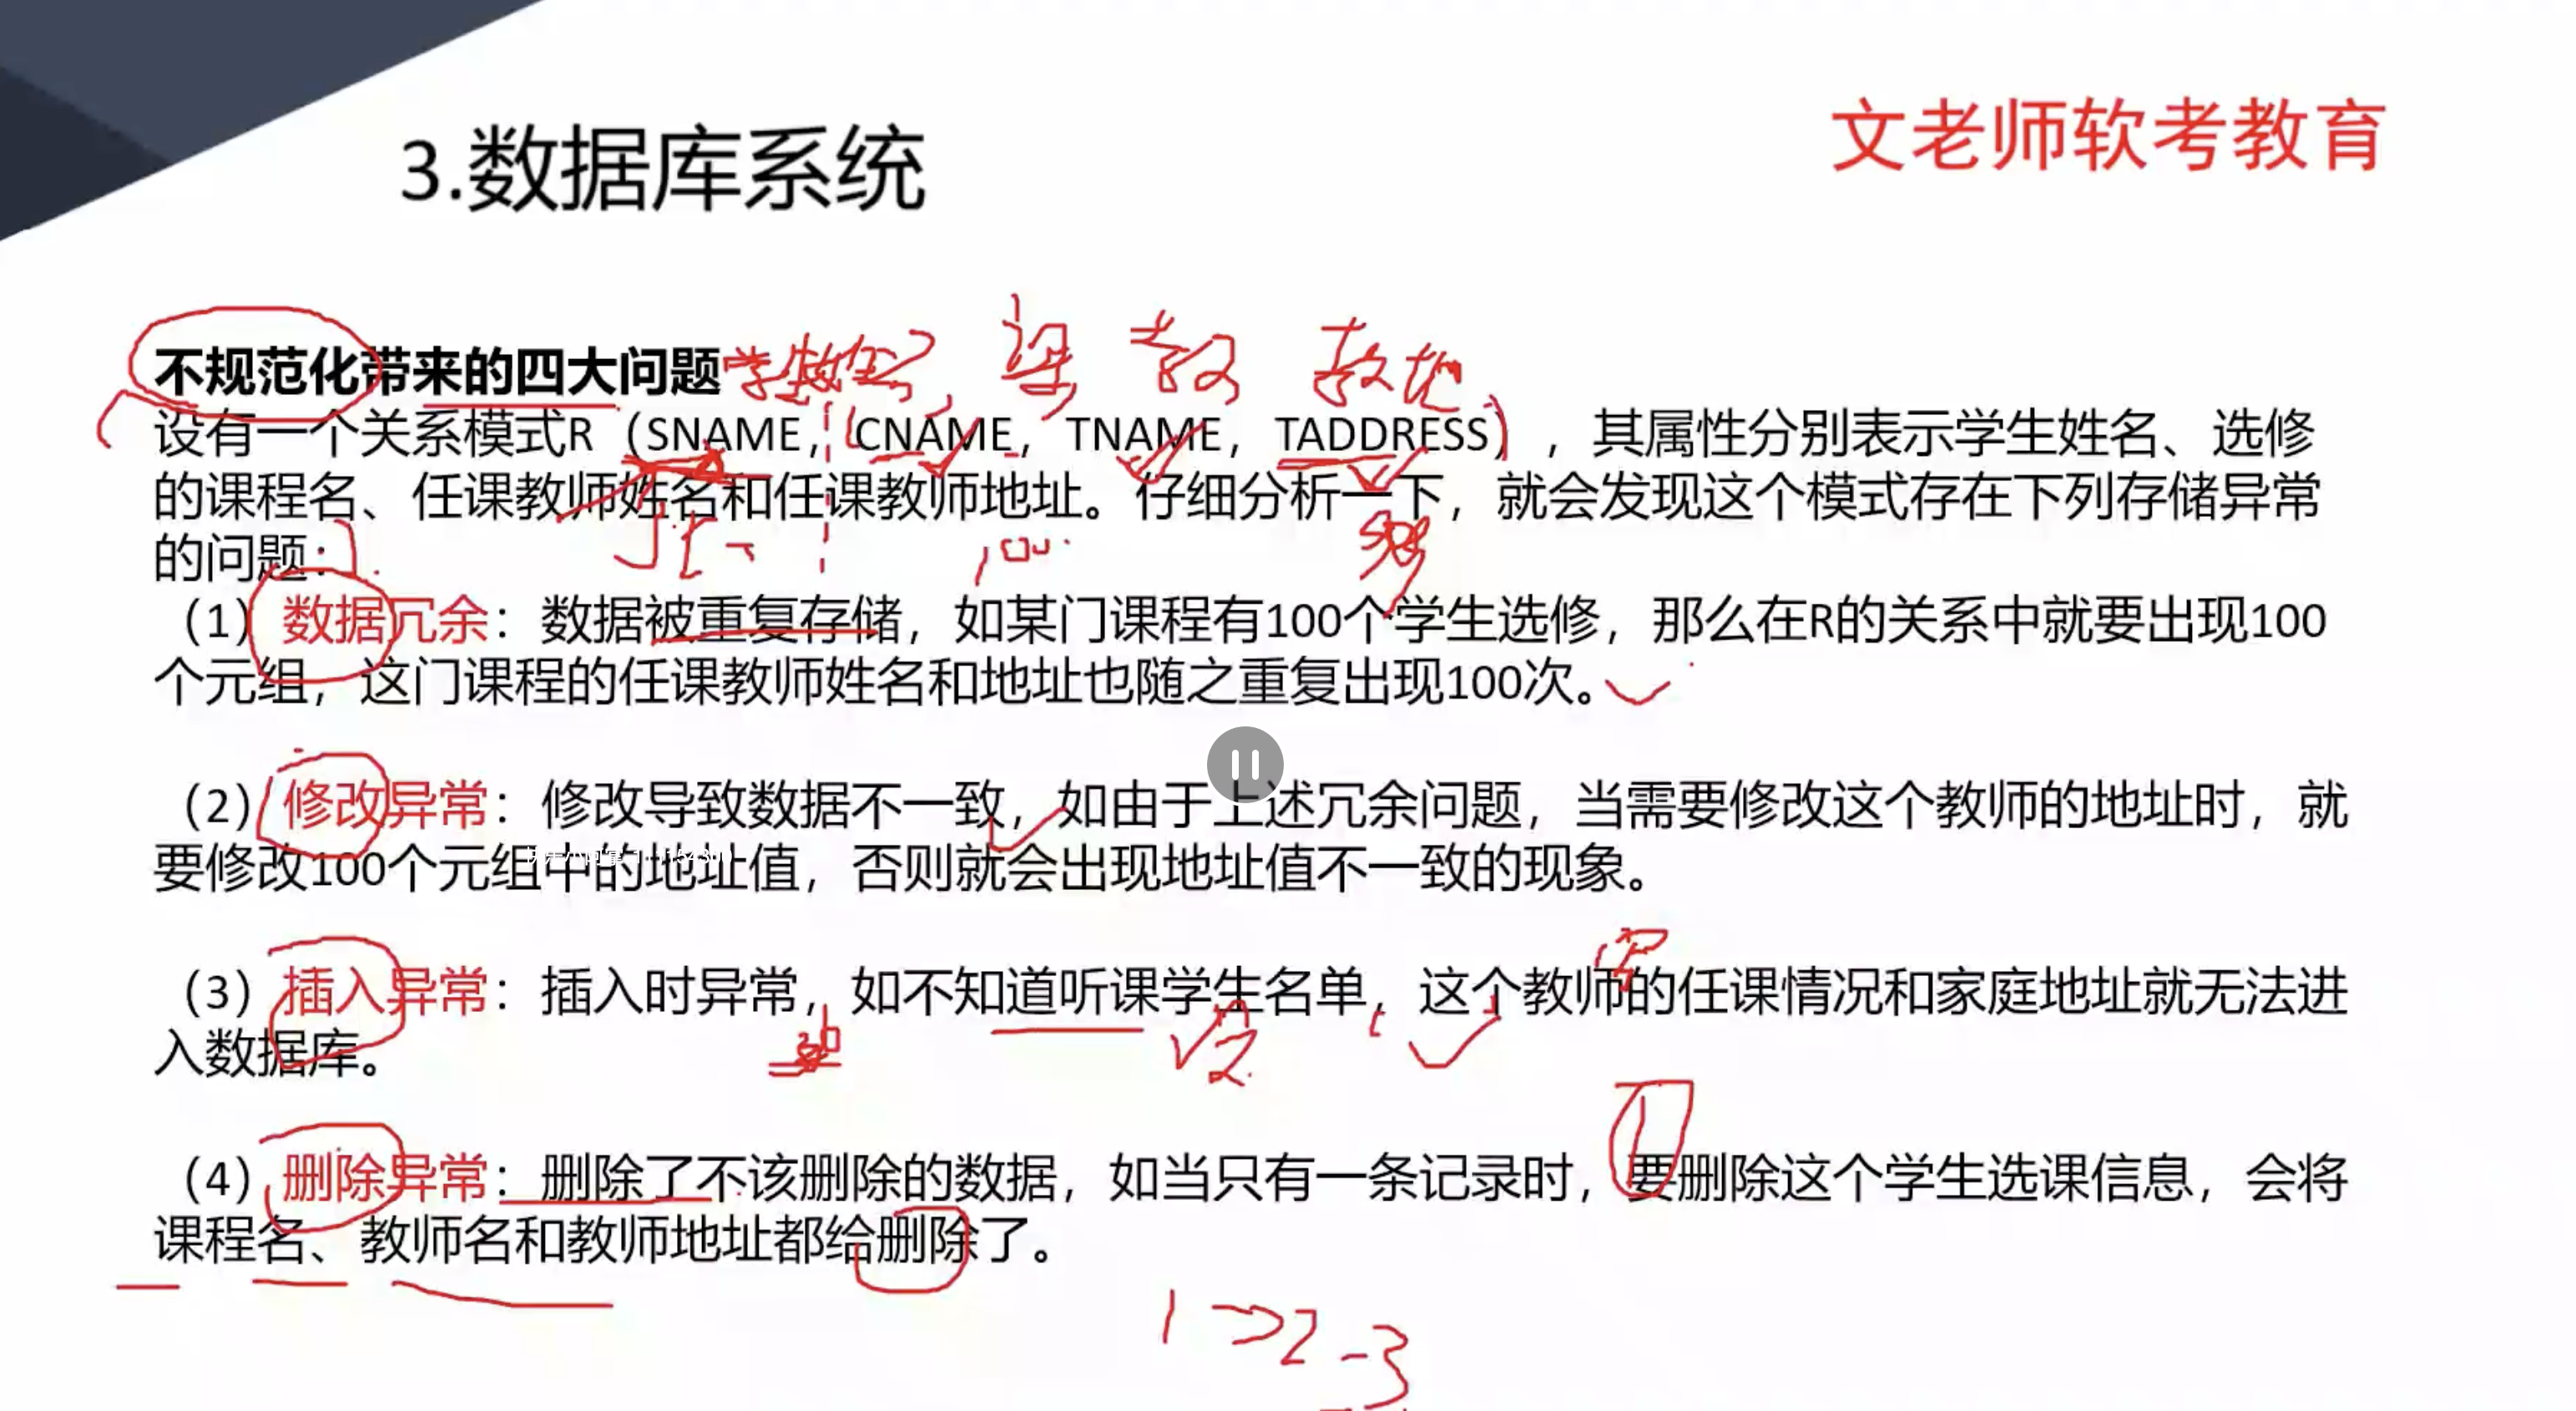 3.数据库系统
文老师软考教育
不规范化带来的四大问题
设有一个关系模式R（SNAME，CNAME，TNAME，TADDRESS），其属性分别表示学生姓名、选修
的课程名、任课教师姓名和任课教师地址。仔细分析一下，就会发现这个模式存在下列存储异常
的问题：
100
（1）数据冗余：数据被重复存储，如某门课程有100个学生选修，那么在R的关系中就要出现100
个元组，这门课程的任课教师姓名和地址也随之重复出现100次。
（2）修改异常：修改导致数据不一致，如由于上述冗余问题，当需要修改这个教师的地址时，就
要修改100个元组中的地址值，否则就会出现地址值不一致的现象。
（3）插入异常：插入时异常，如不知道听课学生名单，这个教师的任课情况和家庭地址就无法进
入数据库。
（4）删除异常：删除了不该删除的数据，如当只有一条记录时，要删除这个学生选课信息，会将
课程名、教师名和教师地址都给删除了。